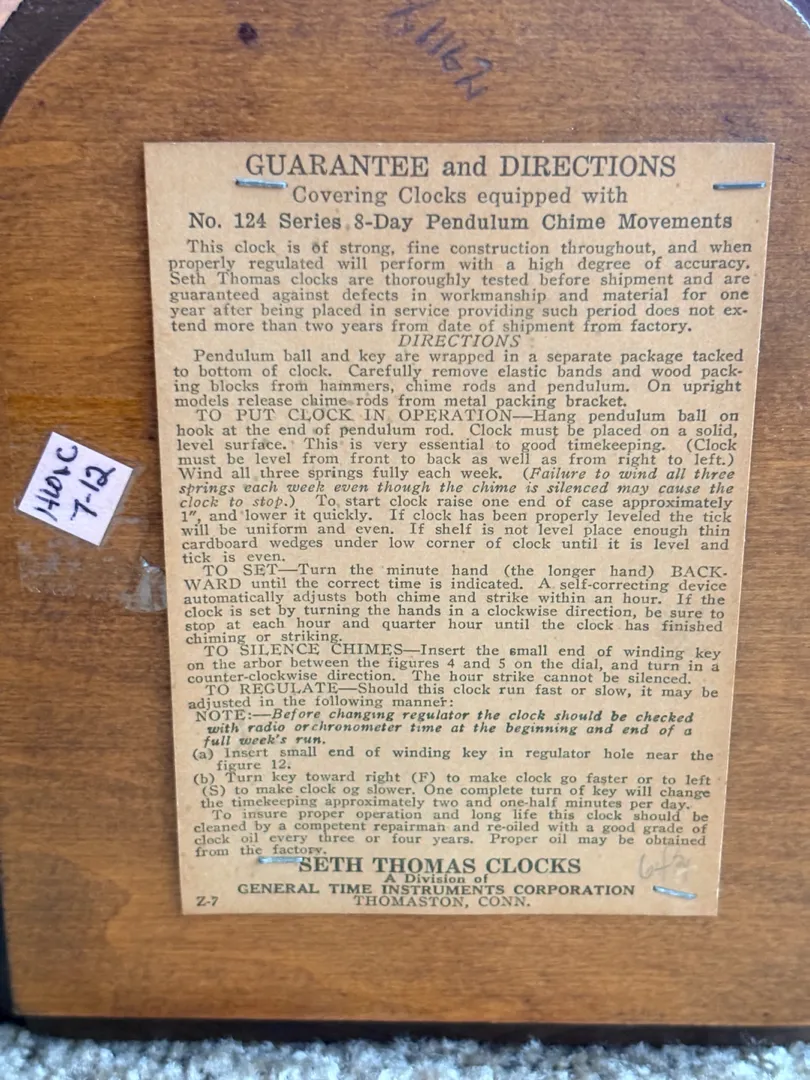 GUARANTEE and DIRECTIONS
Covering Clocks equipped with
No. 124 Series 8-Day Pendulum Chime Movements
This clock is of strong, fine construction throughout, and when
properly regulated will perform with a high degree of accuracy.
Seth Thomas clocks are thoroughly tested before shipment and are
guaranteed against defects in workmanship and material for one
year after being placed in service providing such period does not ex-
tend more than two years from date of shipment from factory.
DIRECTIONS
Pendulum ball and key are wrapped in a separate package tacked
to bottom of clock. Carefully remove elastic bands and wood pack-
ing blocks from hammers, chime rods and pendulum. On upright
models release chime rods from metal packing bracket.
TO PUT CLOCK IN OPERATION—Hang pendulum ball on
hook at the end of pendulum rod. Clock must be placed on a solid,
level surface. This is very essential to good timekeeping. (Clock
must be level from front to back as well as from right to left.)
Wind all three springs fully each week. (Failure to wind all three
springs each week even though the chime is silenced may cause the
clock to stop.) To start clock raise one end of case approximately
1", and lower it quickly. If clock has been properly leveled the tick
will be uniform and even. If shelf is not level place enough thin
cardboard wedges under low corner of clock until it is level and
tick is even.
TO SET—Turn the minute hand (the longer hand) BACK-
WARD until the correct time is indicated. A self-correcting device
automatically adjusts both chime and strike within an hour. If the
clock is set by turning the hands in a clockwise direction, be sure to
stop at each hour and quarter hour until the clock has finished
chiming or striking.
TO SILENCE CHIMES—Insert the small end of winding key
on the arbor between the figures 4 and 5 on the dial, and turn in a
counter-clockwise direction. The hour strike cannot be silenced.
TO REGULATE—Should this clock run fast or slow, it may be
adjusted in the following manner:
NOTE:—Before changing regulator the clock should be checked
with radio or chronometer time at the beginning and end of a
full week's run.
(a) Insert small end of winding key in regulator hole near the
figure 12.
(b) Turn key toward right (F) to make clock go faster or to left
(S) to make clock og slower. One complete turn of key will change
the timekeeping approximately two and one-half minutes per day.
To insure proper operation and long life this clock should be
cleaned by a competent repairman and re-oiled with a good grade of
clock oil every three or four years. Proper oil may be obtained
from the factory.
SETH THOMAS CLOCKS
A Division of
GENERAL TIME INSTRUMENTS CORPORATION
Z-7 THOMASTON, CONN.
7-12